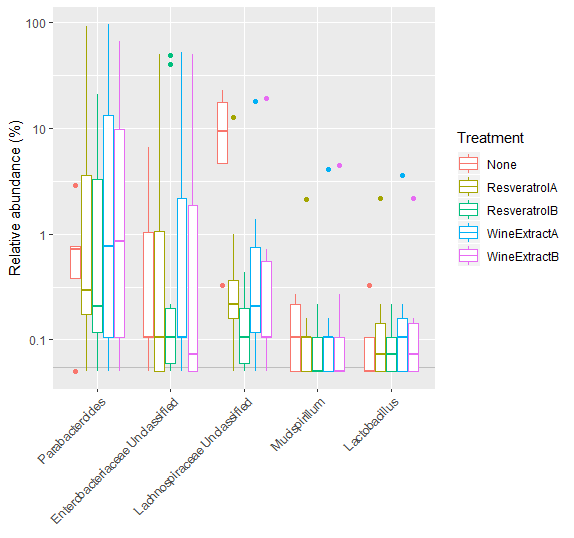 100
10
1
0.1
Relative abundance (%)
Parabacteroides
Enterobacteriaceae Unclassified
Lachnospiraceae Unclassified
Mucispirillum
Lactobacillus
Treatment
None
ResveratrolA
ResveratrolB
WineExtractA
WineExtractB